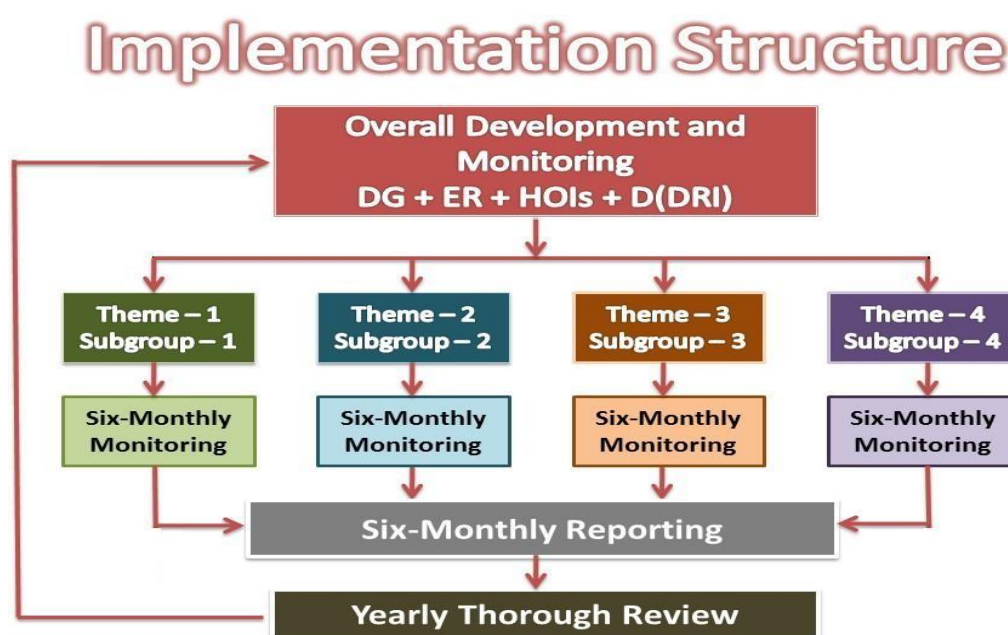 Implementation Structure
Overall Development and
Monitoring
DG + ER + HOIs + D(DRI)
Theme – 1
Subgroup – 1
Theme – 2
Subgroup – 2
Theme – 3
Subgroup – 3
Theme – 4
Subgroup – 4
Six-Monthly
Monitoring
Six-Monthly
Monitoring
Six-Monthly
Monitoring
Six-Monthly
Monitoring
Six-Monthly Reporting
Yearly Thorough Review